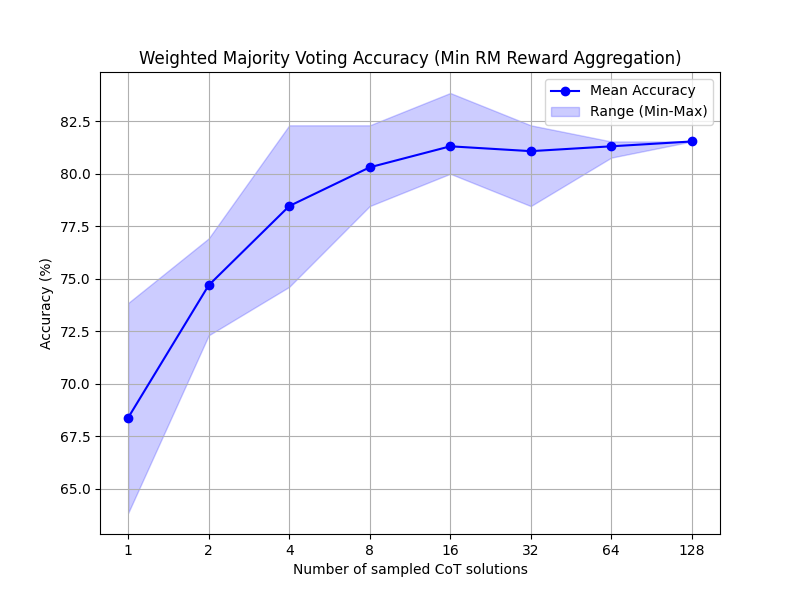 Weighted Majority Voting Accuracy (Min RM Reward Aggregation)
Mean Accuracy
Range (Min-Max)
82.5
80.0
77.5
75.0
72.5
70.0
67.5
65.0
Accuracy (%)
1 2 4 8 16 32 64 128
Number of sampled CoT solutions